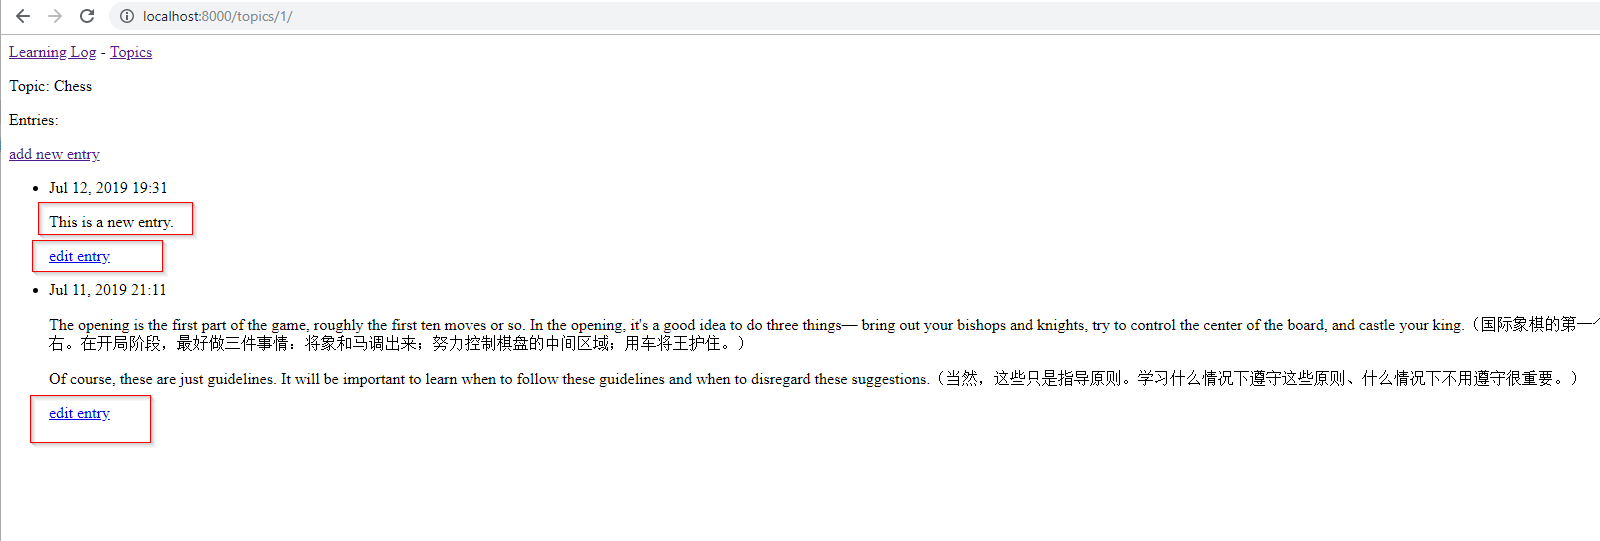 localhost:8000/topics/1/
Learning Log - Topics
Topic: Chess
Entries:
add new entry
Jul 12, 2019 19:31
This is a new entry.
edit entry
Jul 11, 2019 21:11
The opening is the first part of the game, roughly the first ten moves or so. In the opening, it's a good idea to do three things— bring out your bishops and knights, try to control the center of the board, and castle your king.（国际象棋的第一
右。在开局阶段，最好做三件事情：将象和马调出来；努力控制棋盘的中间区域；用车将王护住。）
Of course, these are just guidelines. It will be important to learn when to follow these guidelines and when to disregard these suggestions.（当然，这些只是指导原则。学习什么情况下遵守这些原则、什么情况下不用遵守很重要。）
edit entry